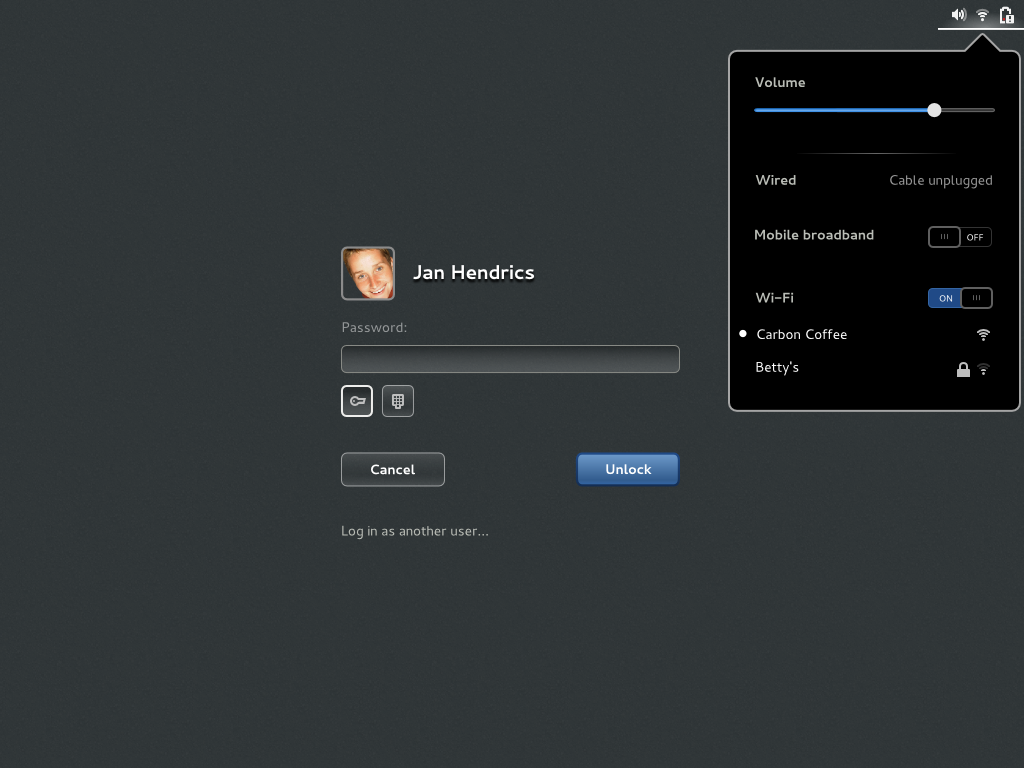 Volume
Wired Cable unplugged
Mobile broadband OFF
Wi-Fi ON
Carbon Coffee
Betty's
Jan Hendrics
Password:
Cancel Unlock
Log in as another user...